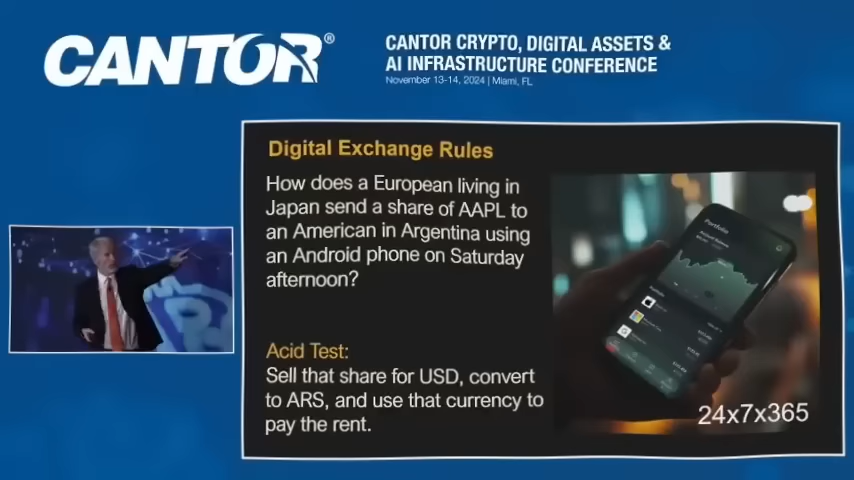 CANTOR®
CANTOR CRYPTO, DIGITAL ASSETS &
AI INFRASTRUCTURE CONFERENCE
November 13-14, 2024 | Miami, FL
Digital Exchange Rules
How does a European living in
Japan send a share of AAPL to
an American in Argentina using
an Android phone on Saturday
afternoon?
Acid Test:
Sell that share for USD, convert
to ARS, and use that currency to
pay the rent.
Portfolio
24x7x365